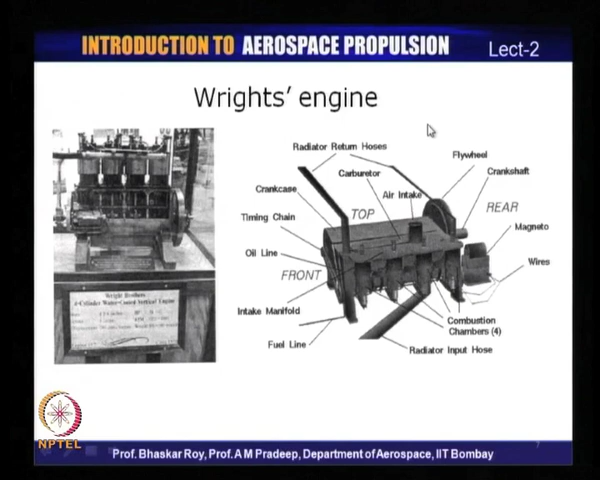 INTRODUCTION TO AEROSPACE PROPULSION
Lect-2
Wrights' engine
Radiator Return Hoses
Flywheel
Carburetor
Crankshaft
Crankcase
Air Intake
TOP
REAR
Timing Chain
Magneto
Oil Line
Wires
FRONT
Intake Manifold
Combustion
Chambers (4)
Fuel Line
Radiator Input Hose
Wright Brothers
4-Cylinder Water-Cooled Vertical Engine
NPTEL
7
Prof. Bhaskar Roy, Prof. A M Pradeep, Department of Aerospace, IIT Bombay